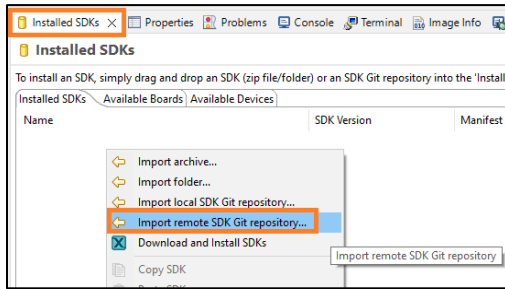 Installed SDKs Properties Problems Console Terminal Image Info
Installed SDKs
To install an SDK, simply drag and drop an SDK (zip file/folder) or an SDK Git repository into the 'Install
Installed SDKs Available Boards Available Devices
Name SDK Version Manifest
Import archive...
Import folder...
Import local SDK Git repository...
Import remote SDK Git repository...
Download and Install SDKs
Import remote SDK Git repository
Copy SDK